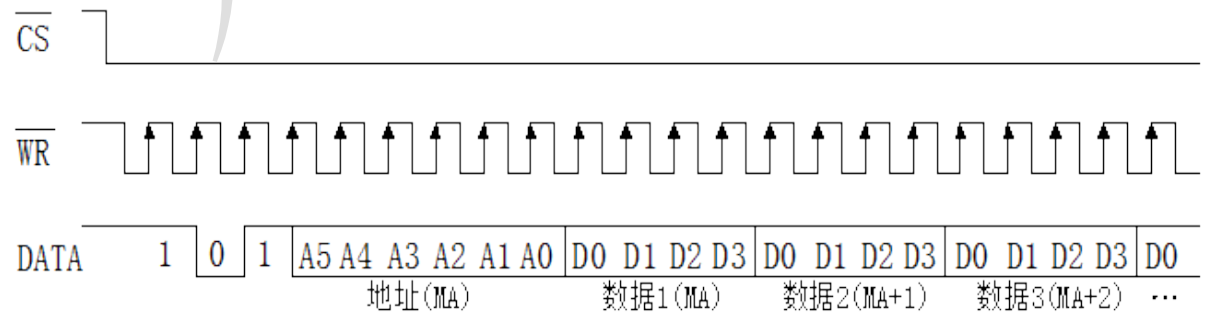 CS
WR
DATA 1 0 1 A5 A4 A3 A2 A1 A0 D0 D1 D2 D3 D0 D1 D2 D3 D0 D1 D2 D3 D0
地址(MA) 数据1(MA) 数据2(MA+1) 数据3(MA+2) …